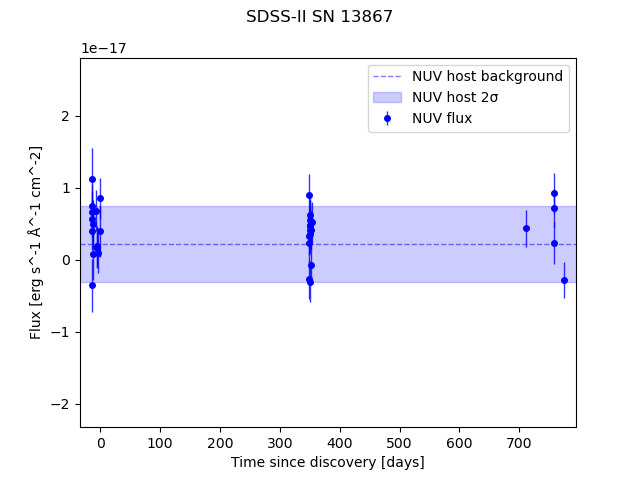 SDSS-II SN 13867
1e−17
NUV host background
NUV host 2σ
NUV flux
2
1
0
−1
−2
Flux [erg s^-1 Å^-1 cm^-2]
0 100 200 300 400 500 600 700
Time since discovery [days]